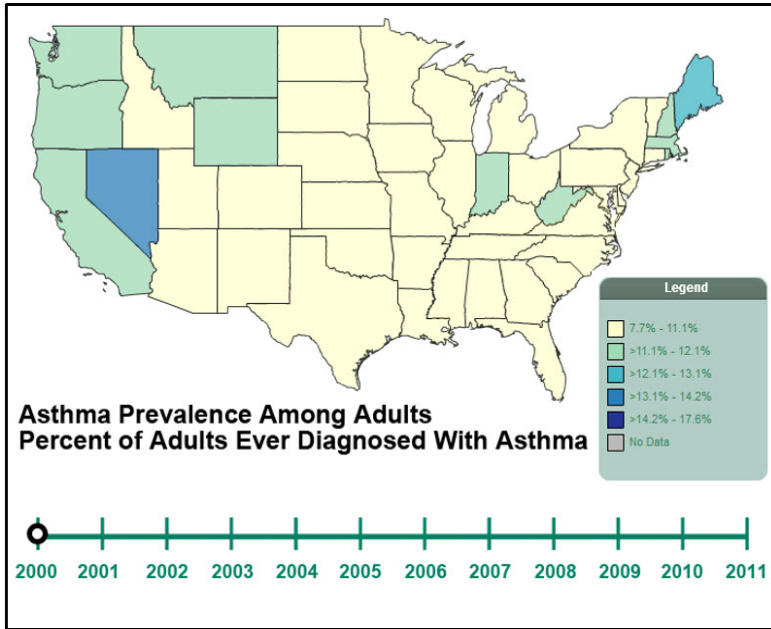 Legend
7.7% - 11.1%
>11.1% - 12.1%
>12.1% - 13.1%
>13.1% - 14.2%
>14.2% - 17.6%
No Data
Asthma Prevalence Among Adults
Percent of Adults Ever Diagnosed With Asthma
2000 2001 2002 2003 2004 2005 2006 2007 2008 2009 2010 2011